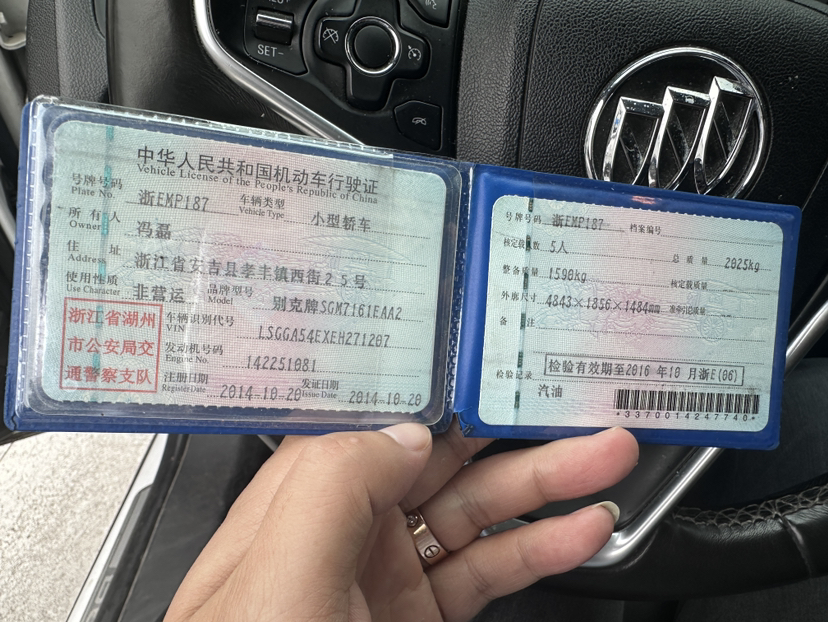 SET-
中华人民共和国机动车行驶证
Vehicle License of the People's Republic of China
号牌号码 浙EMP187 车辆类型 小型轿车
Plate No. Vehicle Type
所有人 冯磊
Owner
住址 浙江省安吉县孝丰镇西街25号
Address
使用性质 非营运 品牌型号 别克牌SGM7161EAA2
Use Character Model
浙江省湖州
市公安局交
通警察支队
车辆识别代号 LSGGA54EXEH271207
VIN
发动机号码 142251081
Engine No.
注册日期 2014-10-20 发证日期 2014-10-20
Register Date Issue Date
号牌号码 浙EMP187 档案编号
核定载人数 5人 总质量 2025kg
整备质量 1590kg 核定载质量
外廓尺寸 4843×1856×1484mm 准牵引总质量 --
备注
检验记录 检验有效期至2016年10月浙E(06)
汽油
*3370014247740*